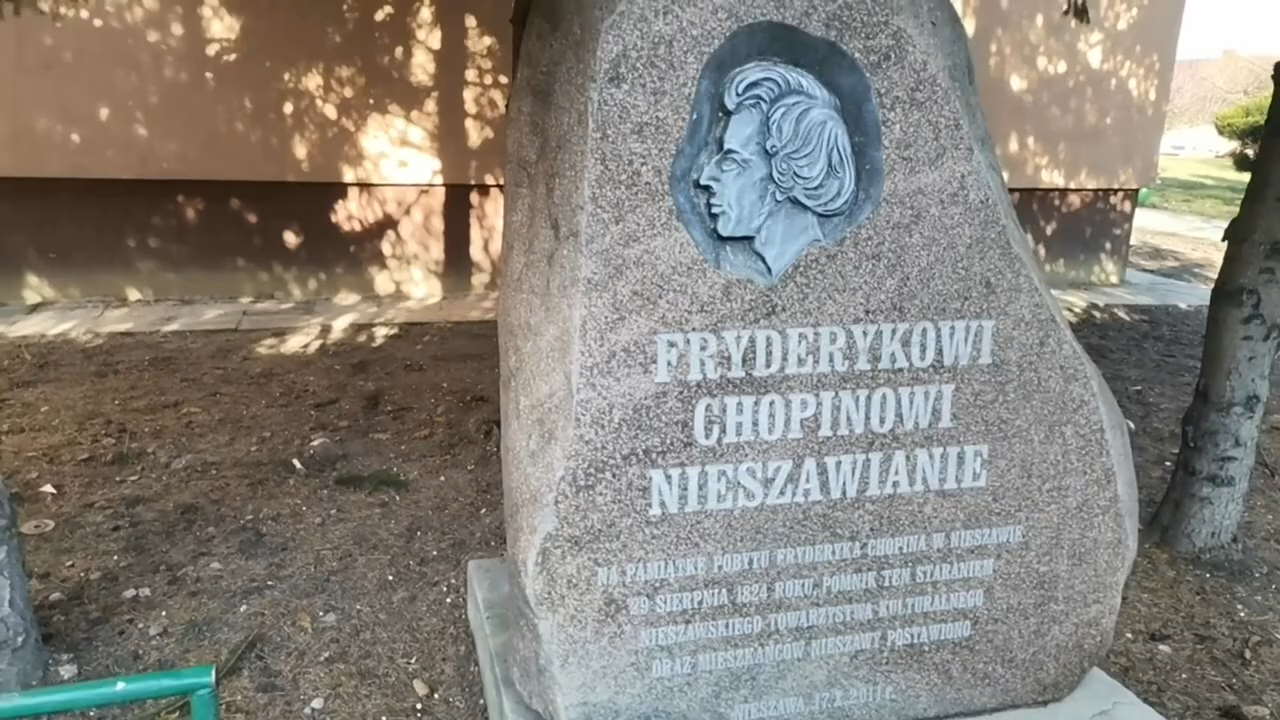 FRYDERYKOWI
CHOPINOWI
NIESZAWIANIE
NA PAMIĄTKĘ POBYTU FRYDERYKA CHOPINA W NIESZAWIE
29 SIERPNIA 1824 ROKU, POMNIK TEN STARANIEM
NIESZAWSKIEGO TOWARZYSTWA KULTURALNEGO
ORAZ MIESZKAŃCÓW NIESZAWY POSTAWIONO.
NIESZAWA,